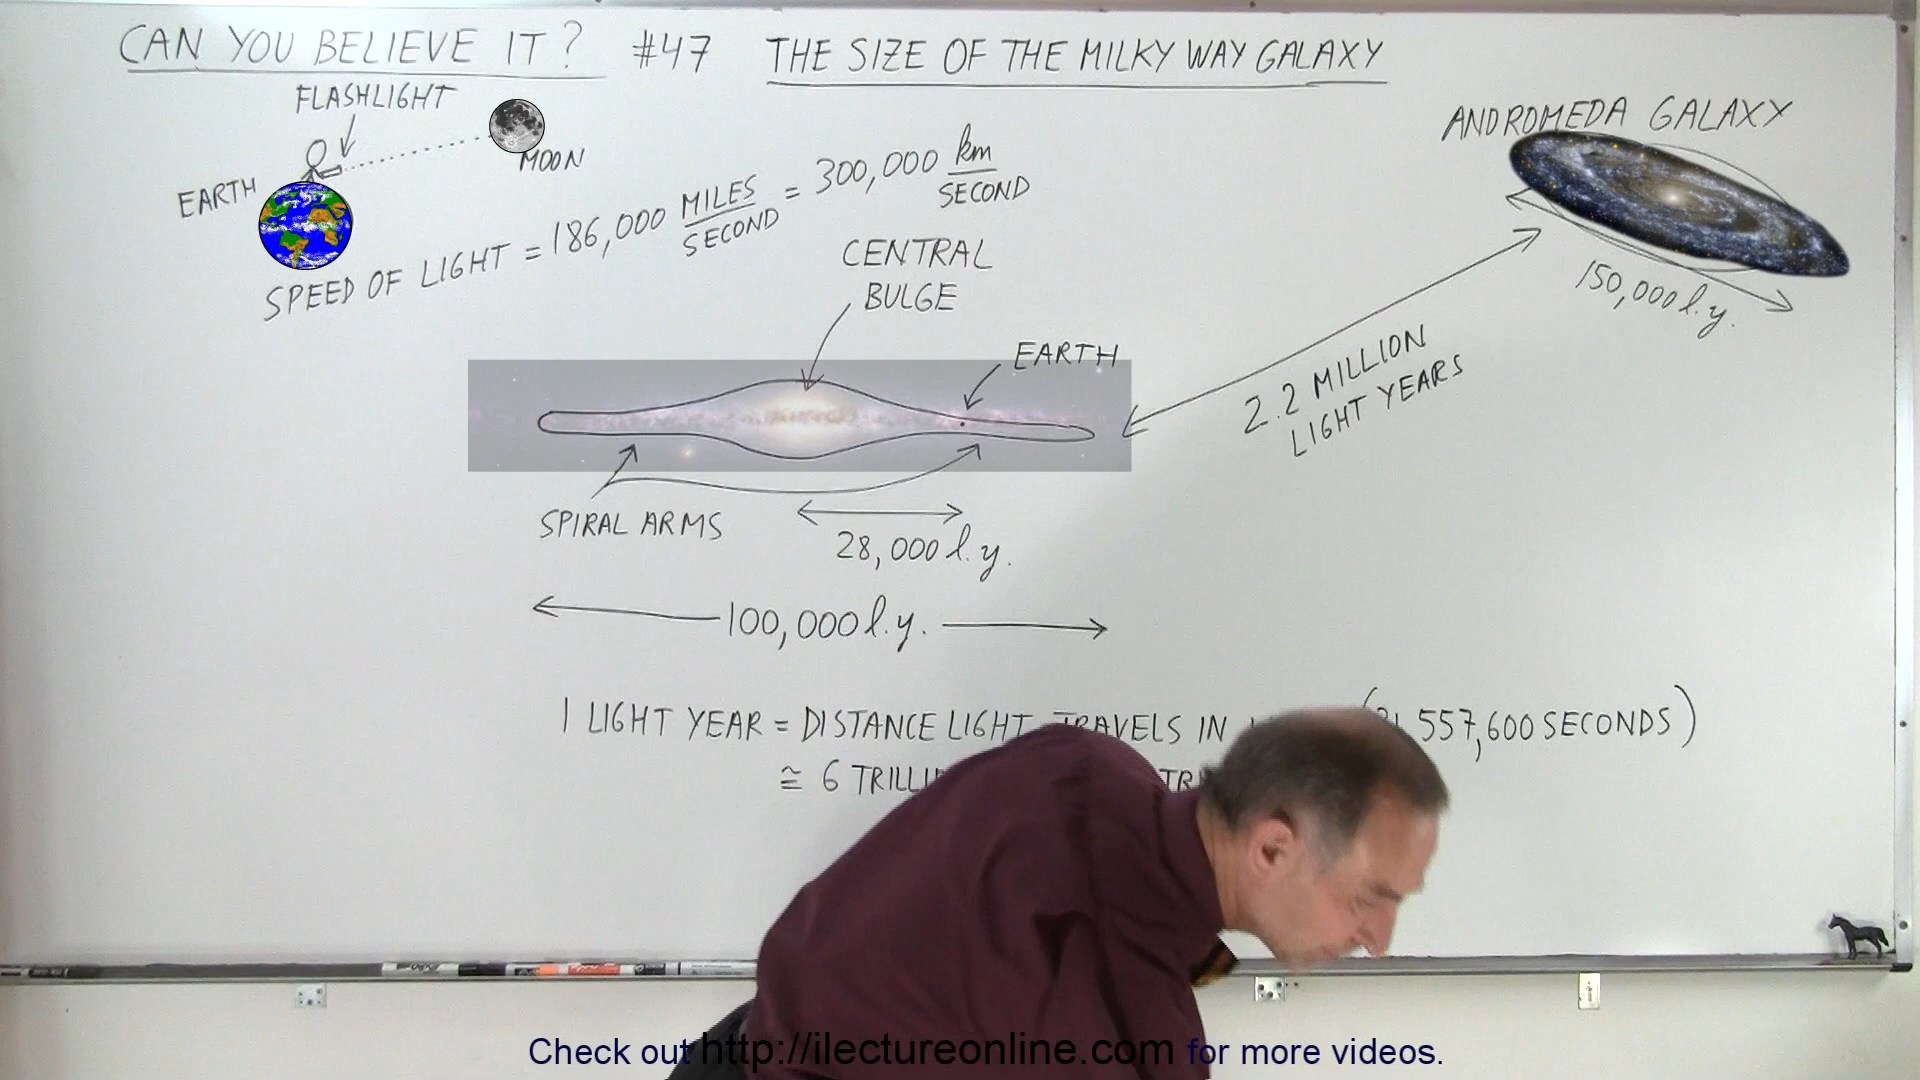 CAN YOU BELIEVE IT? #47 THE SIZE OF THE MILKY WAY GALAXY
FLASHLIGHT
MOON
EARTH
SPEED OF LIGHT = 186,000 MILES/SECOND = 300,000 km/SECOND
ANDROMEDA GALAXY
150,000 l.y.
CENTRAL
BULGE
EARTH
2.2 MILLION
LIGHT YEARS
SPIRAL ARMS
28,000 l.y.
100,000 l.y.
1 LIGHT YEAR = DISTANCE LIGHT TRAVELS IN 557,600 SECONDS)
≅ 6
Check out http://ilectureonline.com for more videos.